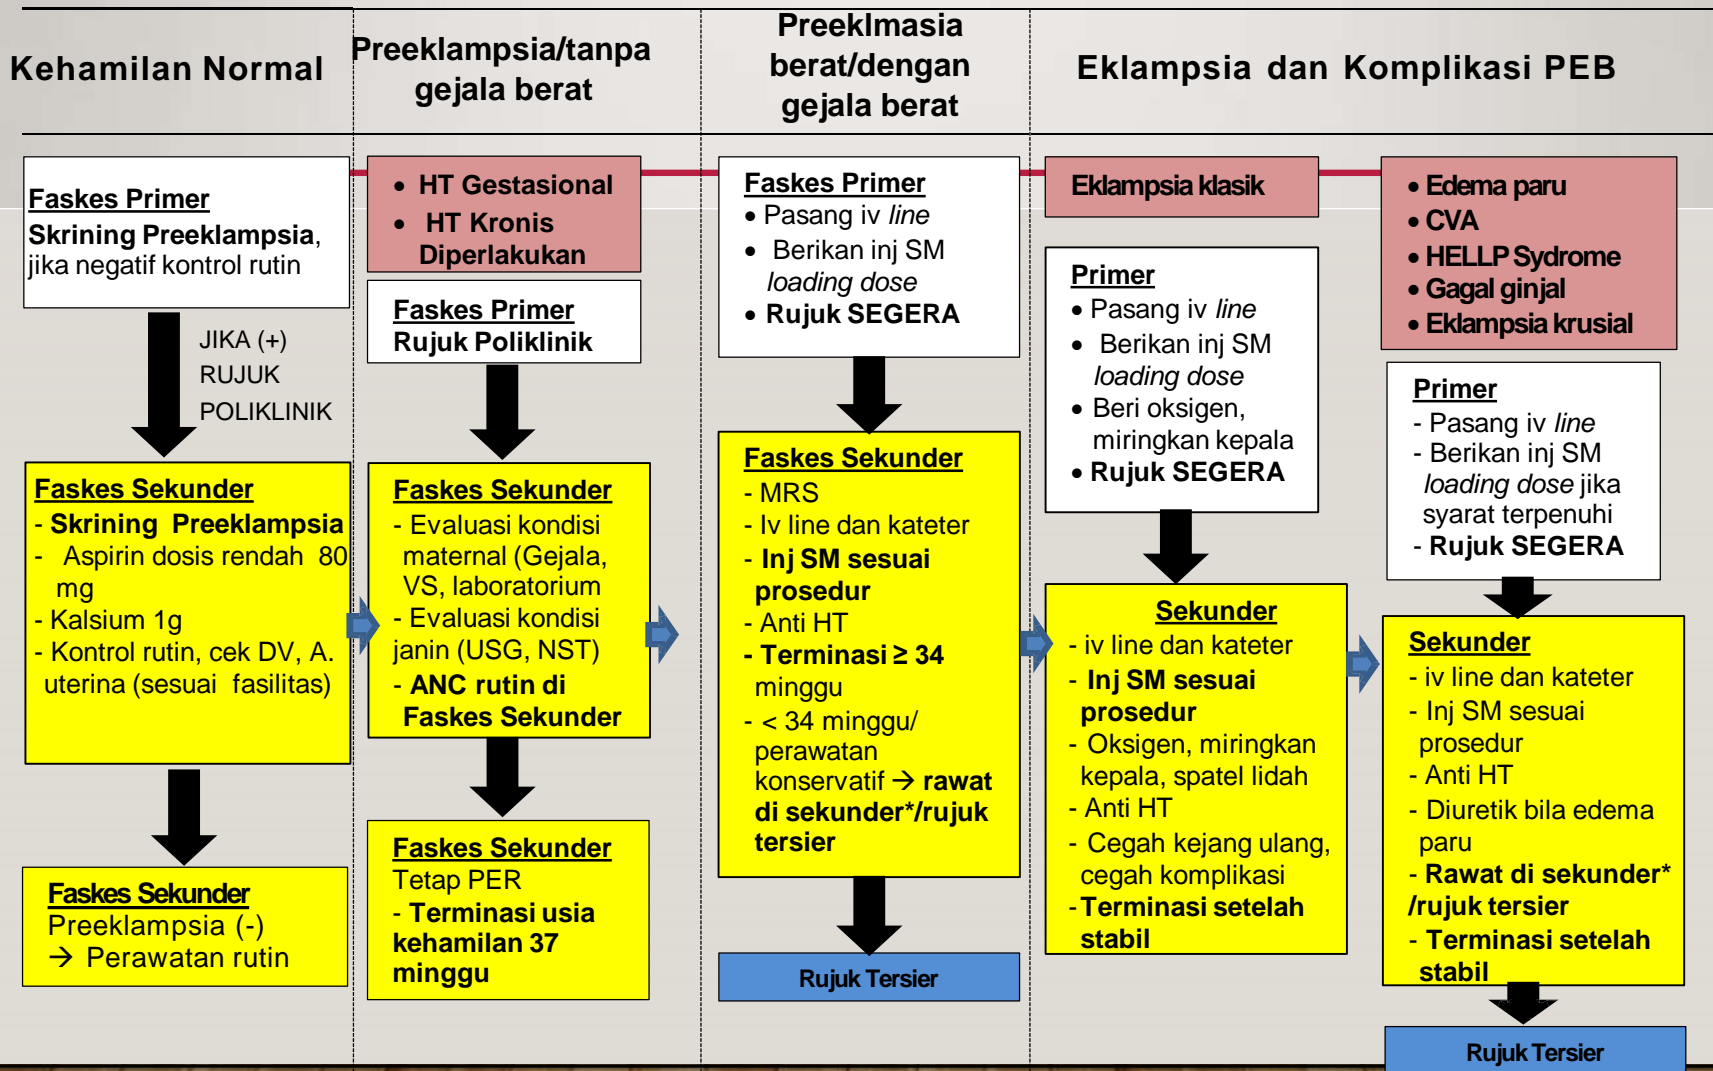 Kehamilan Normal
Preeklampsia/tanpa
gejala berat
Preeklmasia
berat/dengan
gejala berat
Eklampsia dan Komplikasi PEB
Faskes Primer
Skrining Preeklampsia,
jika negatif kontrol rutin
JIKA (+)
RUJUK
POLIKLINIK
Faskes Sekunder
- Skrining Preeklampsia
- Aspirin dosis rendah 80
mg
- Kalsium 1g
- Kontrol rutin, cek DV, A.
uterina (sesuai fasilitas)
Faskes Sekunder
Preeklampsia (-)
→ Perawatan rutin
• HT Gestasional
• HT Kronis
Diperlakukan
Faskes Primer
Rujuk Poliklinik
Faskes Sekunder
- Evaluasi kondisi
maternal (Gejala,
VS, laboratorium
- Evaluasi kondisi
janin (USG, NST)
- ANC rutin di
Faskes Sekunder
Faskes Sekunder
Tetap PER
- Terminasi usia
kehamilan 37
minggu
Faskes Primer
• Pasang iv line
• Berikan inj SM
loading dose
• Rujuk SEGERA
Faskes Sekunder
- MRS
- Iv line dan kateter
- Inj SM sesuai
prosedur
- Anti HT
- Terminasi ≥ 34
minggu
- < 34 minggu/
perawatan
konservatif → rawat
di sekunder*/rujuk
tersier
Rujuk Tersier
Eklampsia klasik
Primer
• Pasang iv line
• Berikan inj SM
loading dose
• Beri oksigen,
miringkan kepala
• Rujuk SEGERA
Sekunder
- iv line dan kateter
- Inj SM sesuai
prosedur
- Oksigen, miringkan
kepala, spatel lidah
- Anti HT
- Cegah kejang ulang,
cegah komplikasi
- Terminasi setelah
stabil
• Edema paru
• CVA
• HELLP Sydrome
• Gagal ginjal
• Eklampsia krusial
Primer
- Pasang iv line
- Berikan inj SM
loading dose jika
syarat terpenuhi
- Rujuk SEGERA
Sekunder
- iv line dan kateter
- Inj SM sesuai
prosedur
- Anti HT
- Diuretik bila edema
paru
- Rawat di sekunder*
/rujuk tersier
- Terminasi setelah
stabil
Rujuk Tersier